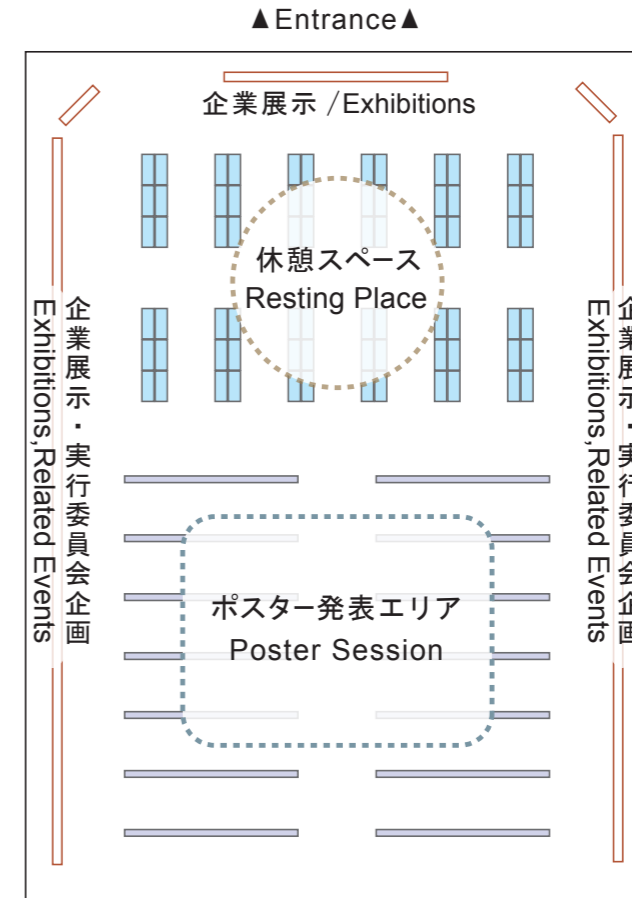 ▲Entrance▲
企業展示 /Exhibitions
休憩スペース
Resting Place
企業展示・実行委員会企画
Exhibitions,Related Events
企業展示・実行委員会企画
Exhibitions,Related Events
ポスター発表エリア
Poster Session